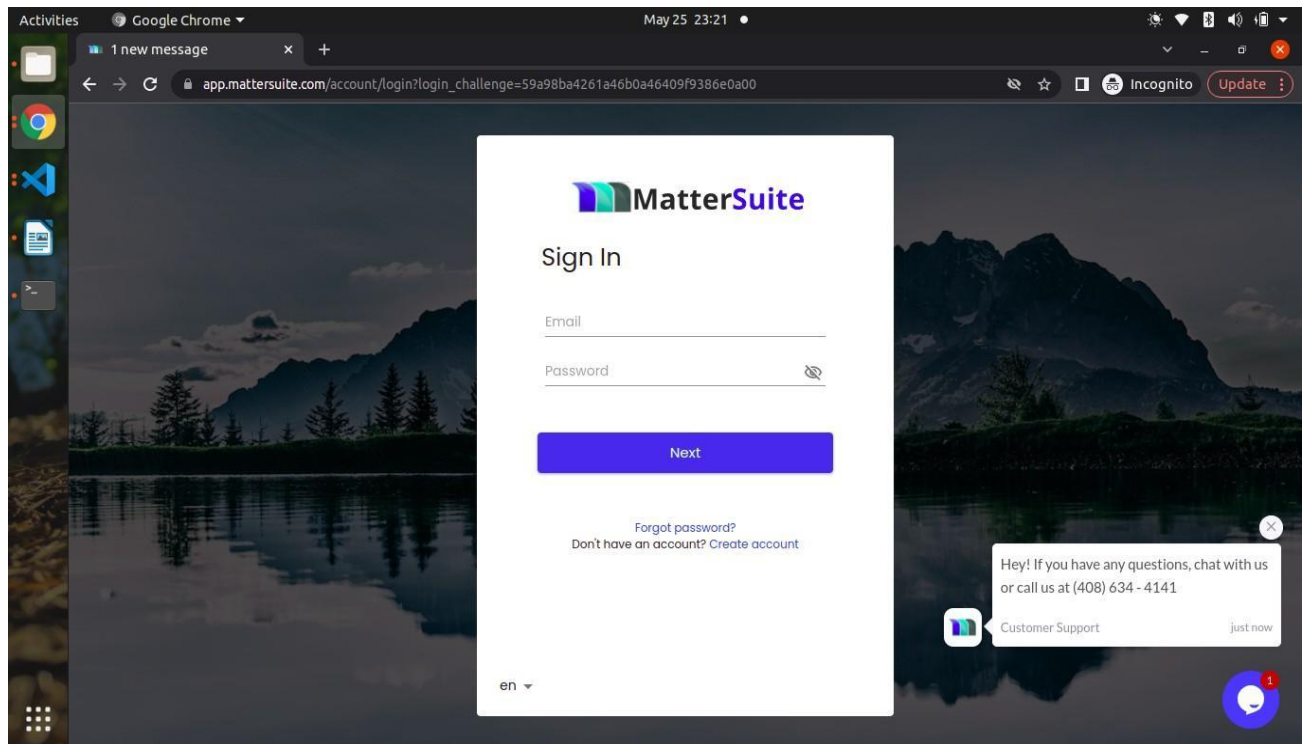 Activities Google Chrome May 25 23:21
1 new message
app.mattersuite.com/account/login?login_challenge=59a98ba4261a46b0a46409f9386e0a00 Incognito Update
MatterSuite
Sign In
Email
Password
Next
Forgot password?
Don't have an account? Create account
Hey! If you have any questions, chat with us
or call us at (408) 634 - 4141
Customer Support just now
en
1